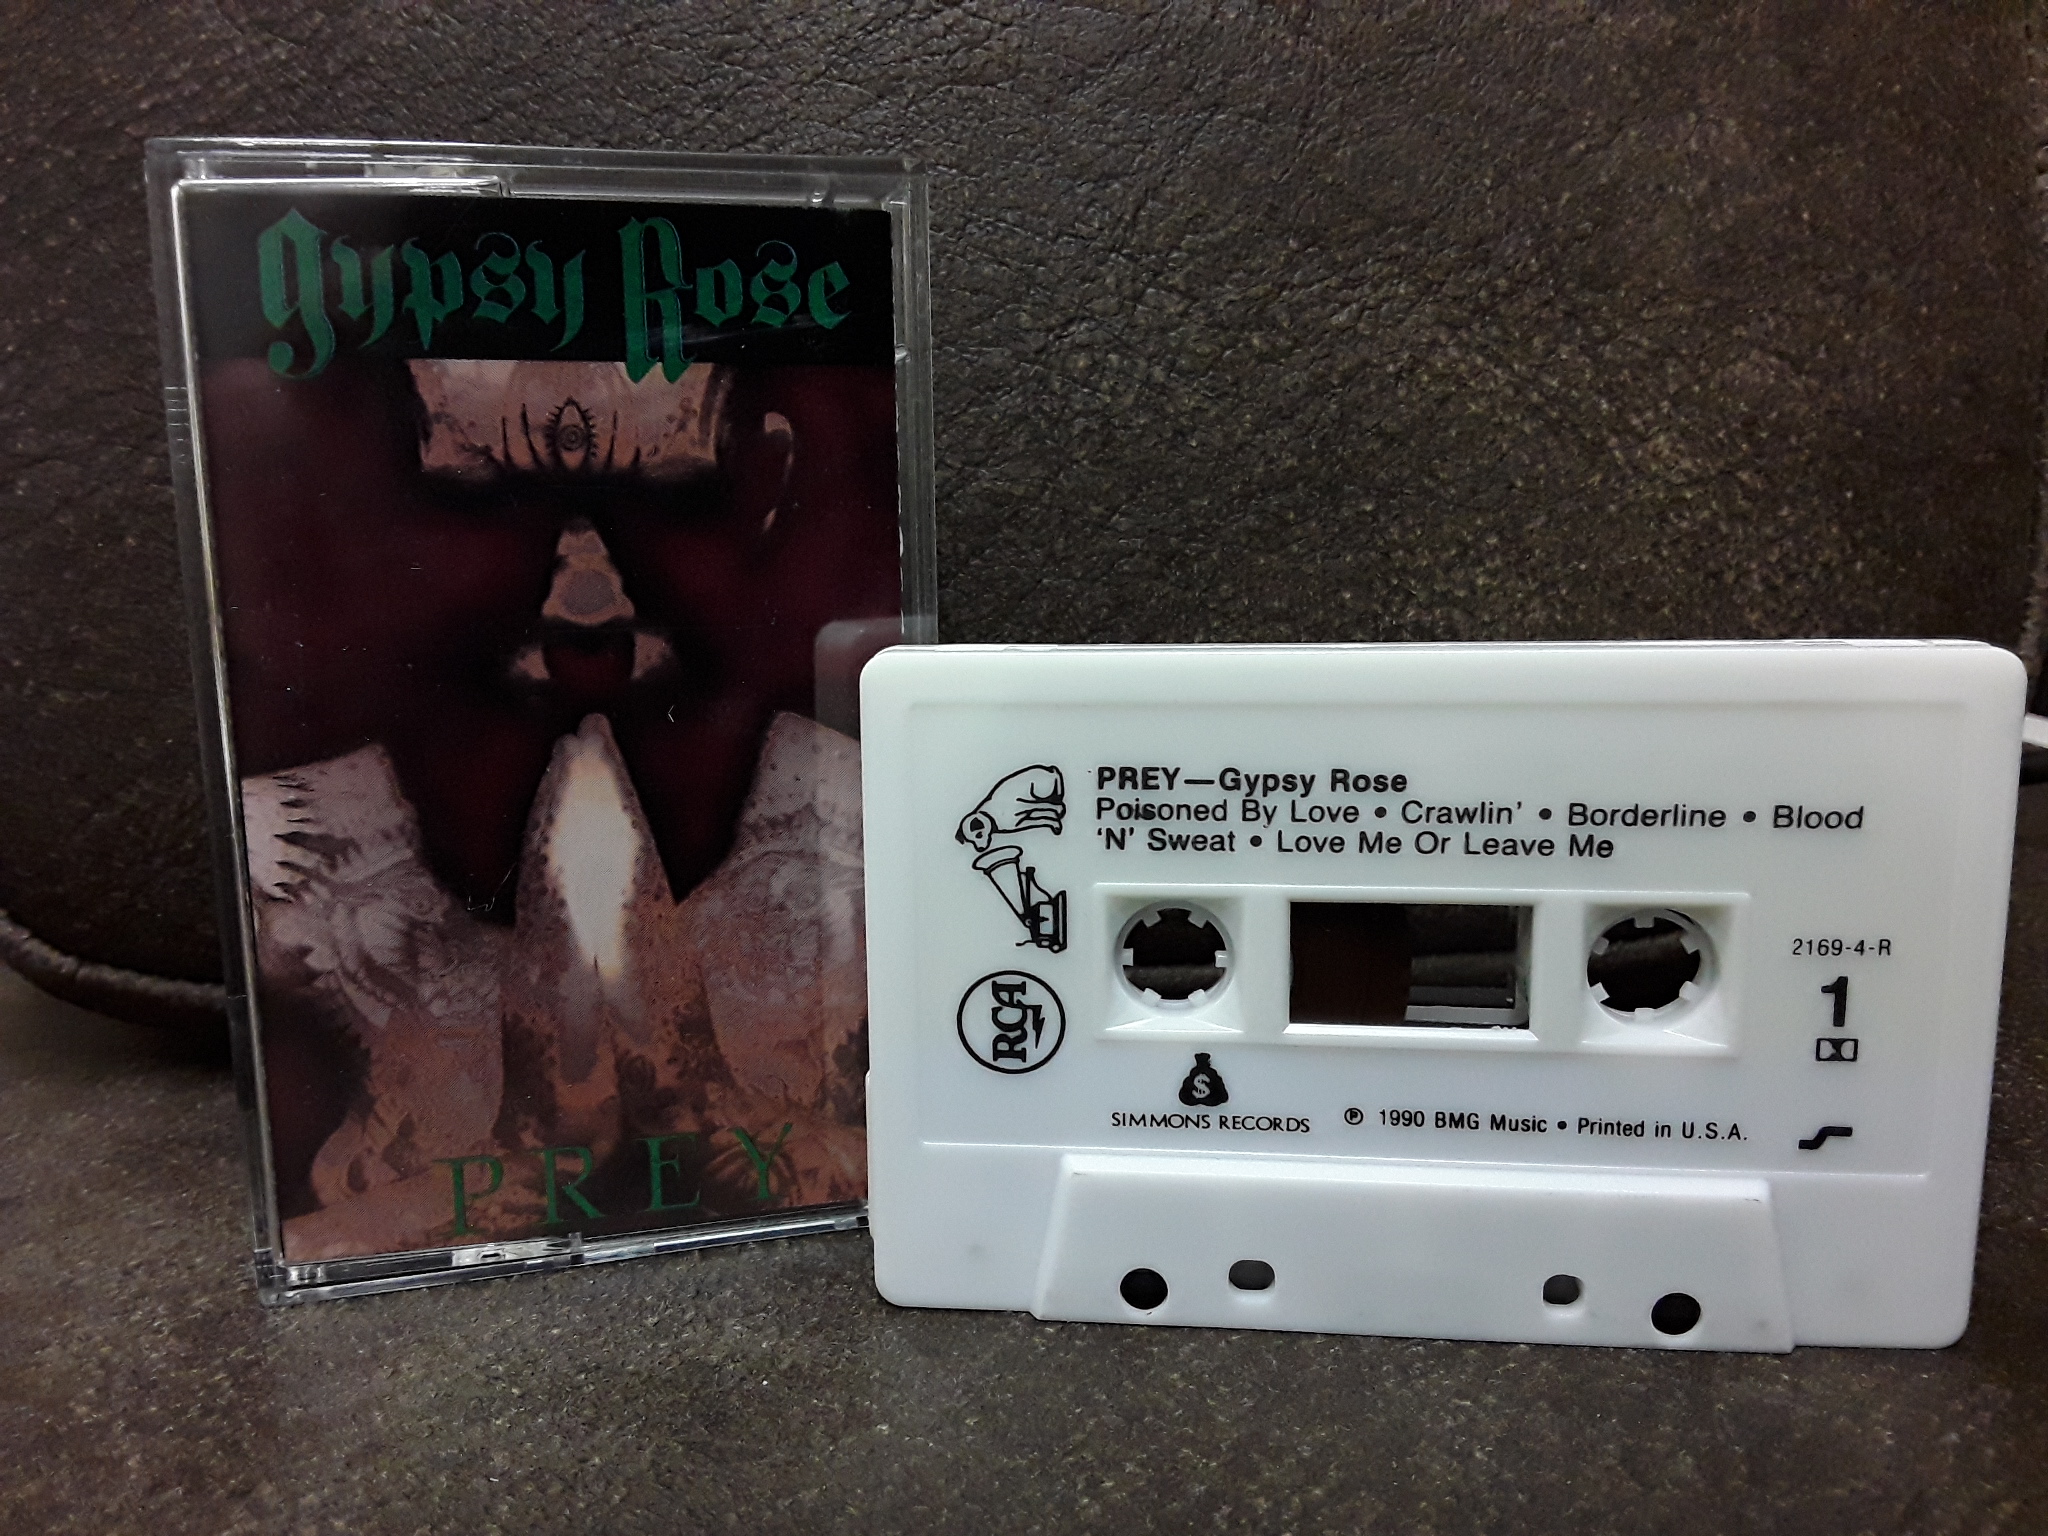 Gypsy Rose
PREY
PREY—Gypsy Rose
Poisoned By Love • Crawlin' • Borderline • Blood
'N' Sweat • Love Me Or Leave Me
RCA
2169-4-R
1
$
SIMMONS RECORDS
℗ 1990 BMG Music • Printed in U.S.A.